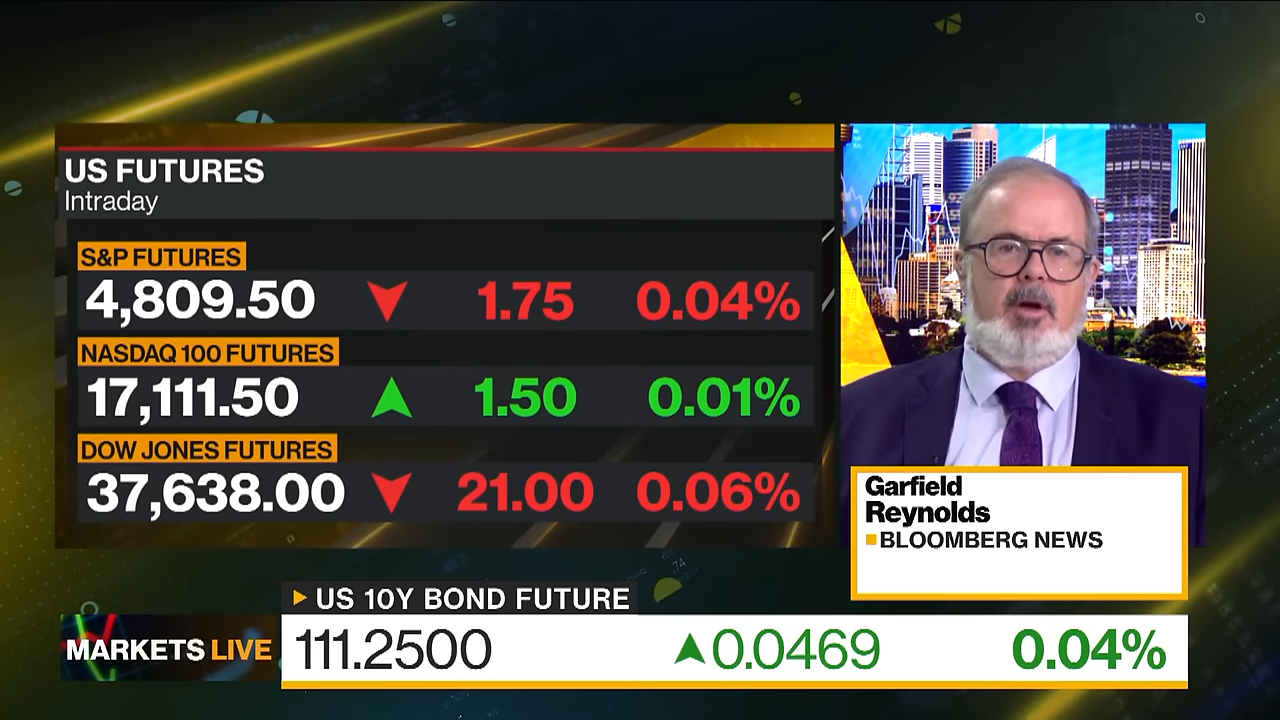 US FUTURES
Intraday
S&P FUTURES
4,809.50 1.75 0.04%
NASDAQ 100 FUTURES
17,111.50 1.50 0.01%
DOW JONES FUTURES
37,638.00 21.00 0.06%
Garfield
Reynolds
BLOOMBERG NEWS
US 10Y BOND FUTURE
MARKETS LIVE 111.2500 0.0469 0.04%